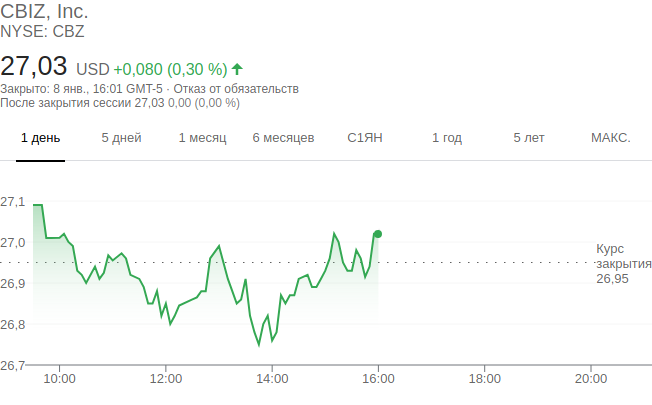 CBIZ, Inc.
NYSE: CBZ
27,03 USD +0,080 (0,30 %)
Закрыто: 8 янв., 16:01 GMT-5 · Отказ от обязательств
После закрытия сессии 27,03 0,00 (0,00 %)
1 день 5 дней 1 месяц 6 месяцев С1ЯН 1 год 5 лет МАКС.
27,1
27,0
Курс
закрытия
26,95
26,9
26,8
26,7
10:00 12:00 14:00 16:00 18:00 20:00